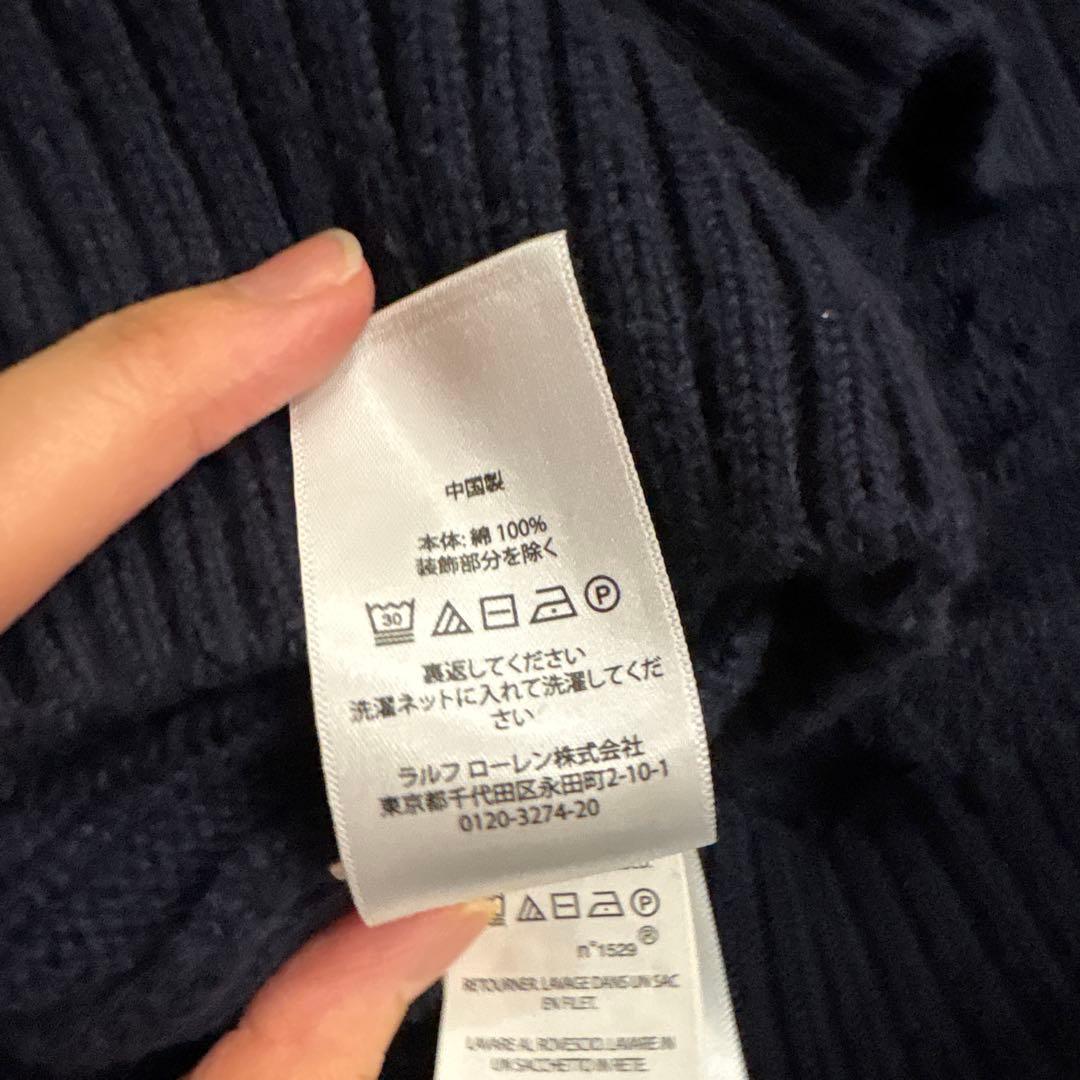 中国製
本体: 綿 100%
装飾部分を除く
30 P
裏返してください
洗濯ネットに入れて洗濯してくだ
さい
ラルフ ローレン株式会社
東京都千代田区永田町2-10-1
0120-3274-20
P
n°1529 ®
RETOURNER. LAVAGE DANS UN SAC
EN FILET.
LAVARE AL ROVESCIO. LAVARE IN
UN SACCHETTO IN RETE.